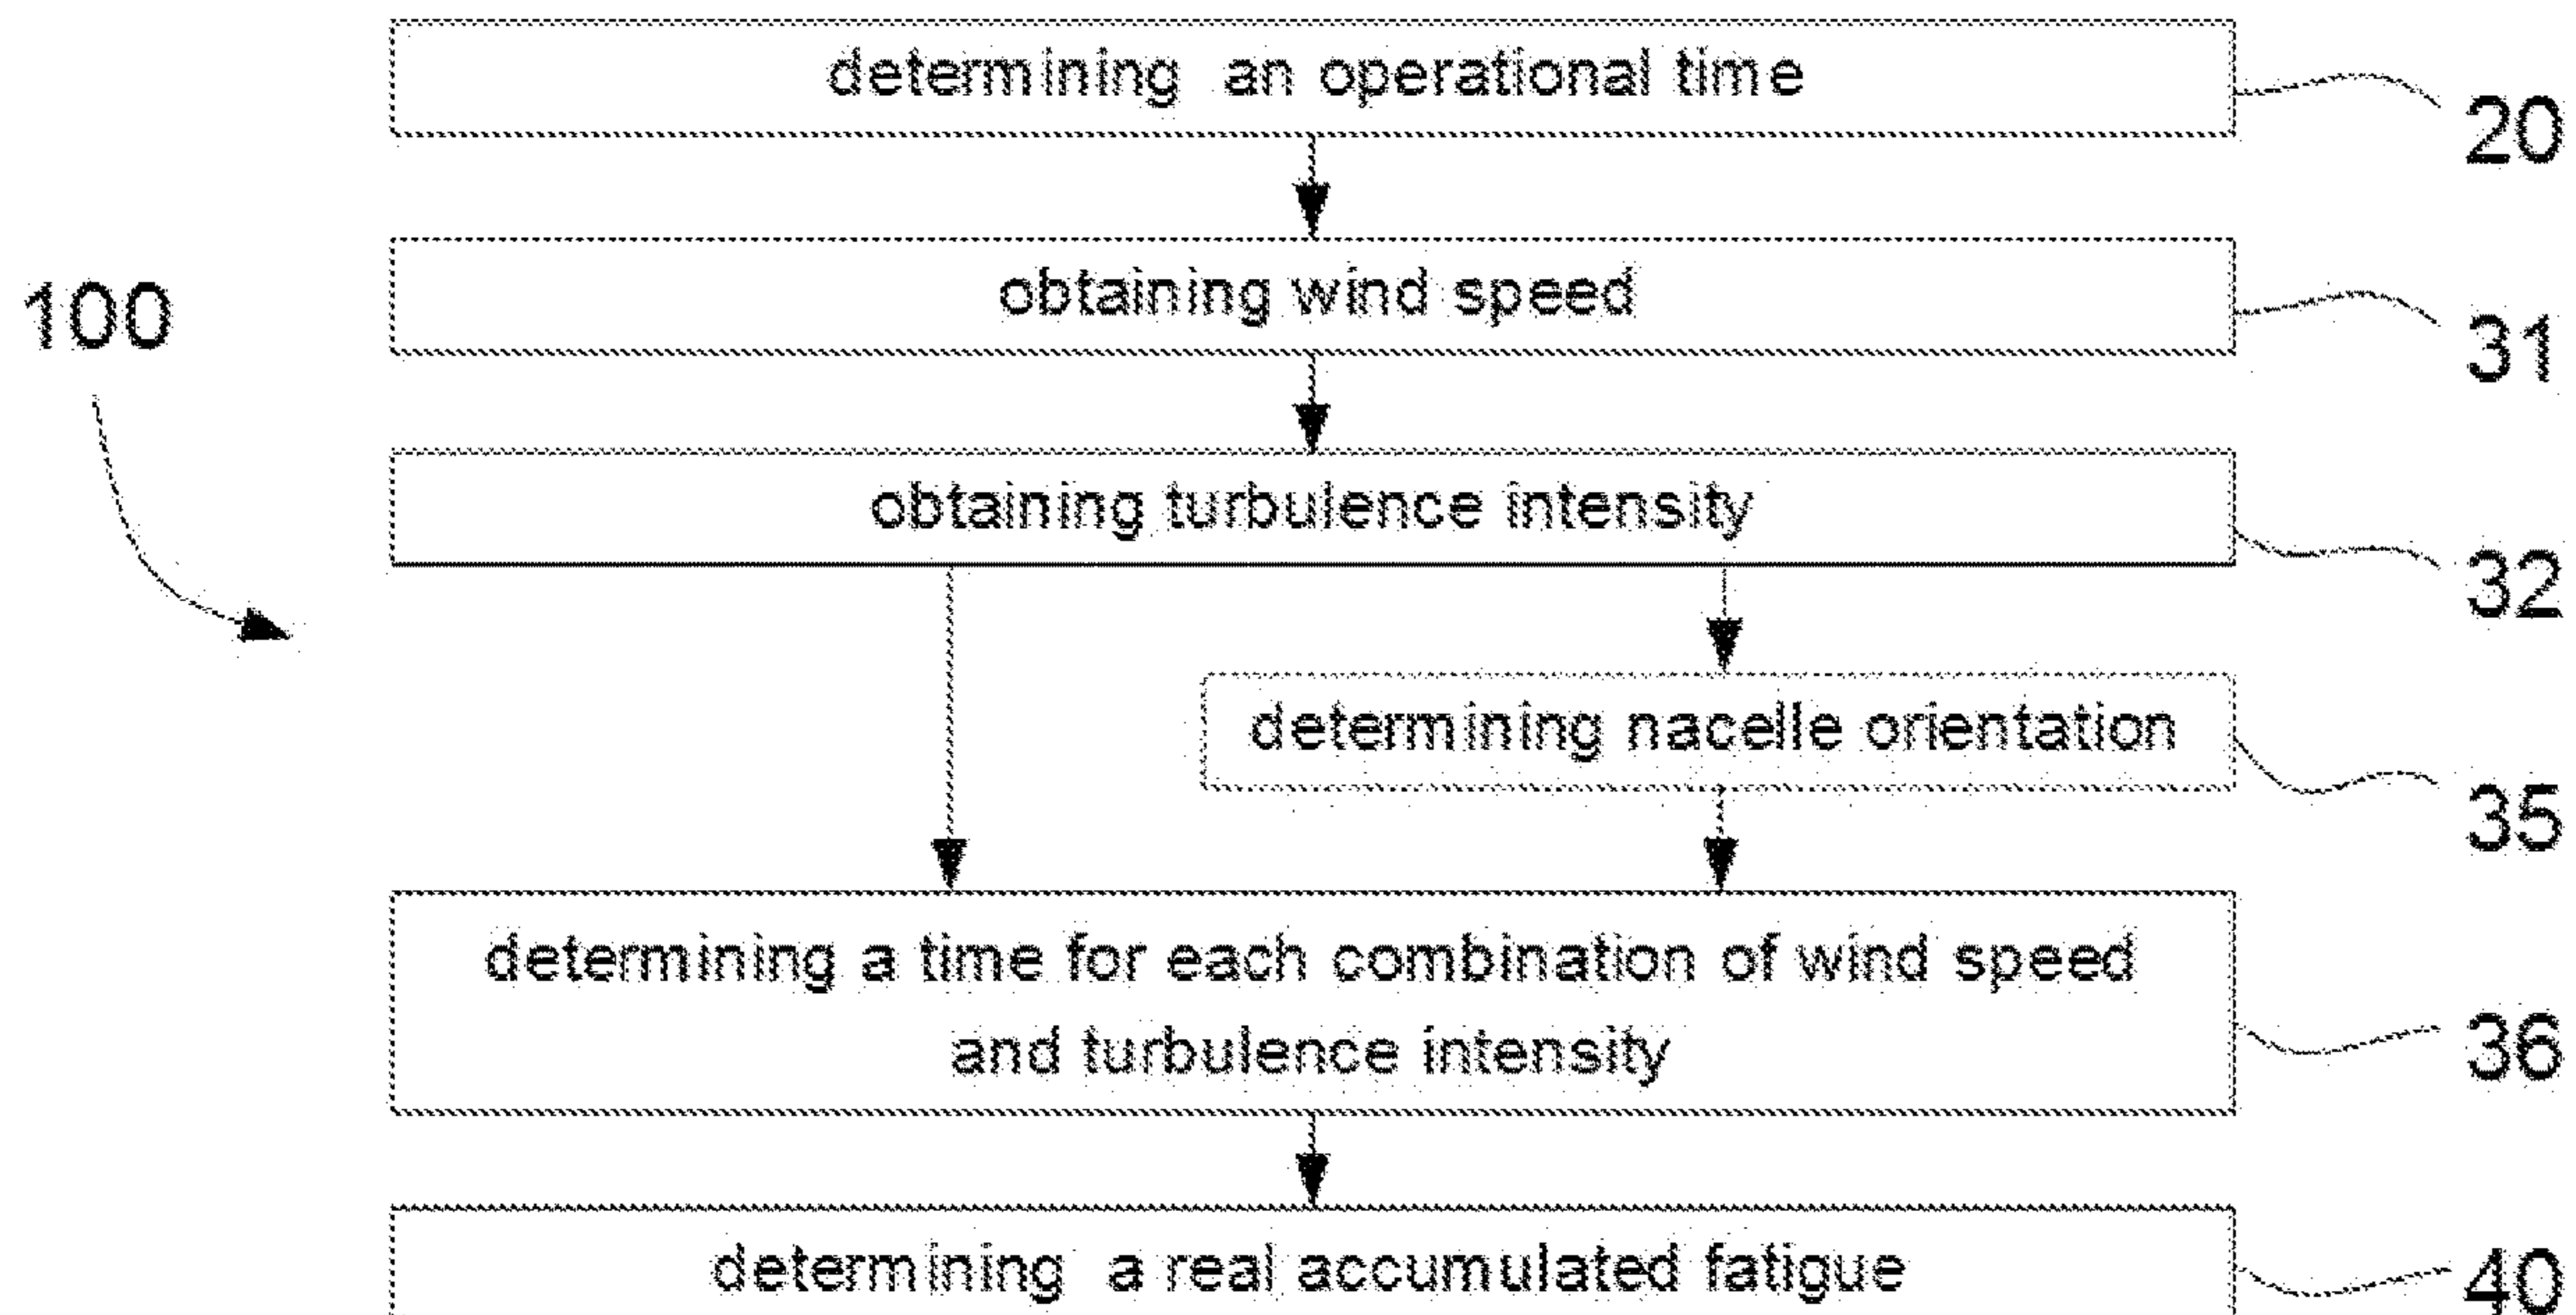 determining an operational time
20
obtaining wind speed
31
100
obtaining turbulence intensity
32
determining nacelle orientation
35
determining a time for each combination of wind speed
and turbulence intensity
36
determining a real accumulated fatigue
40